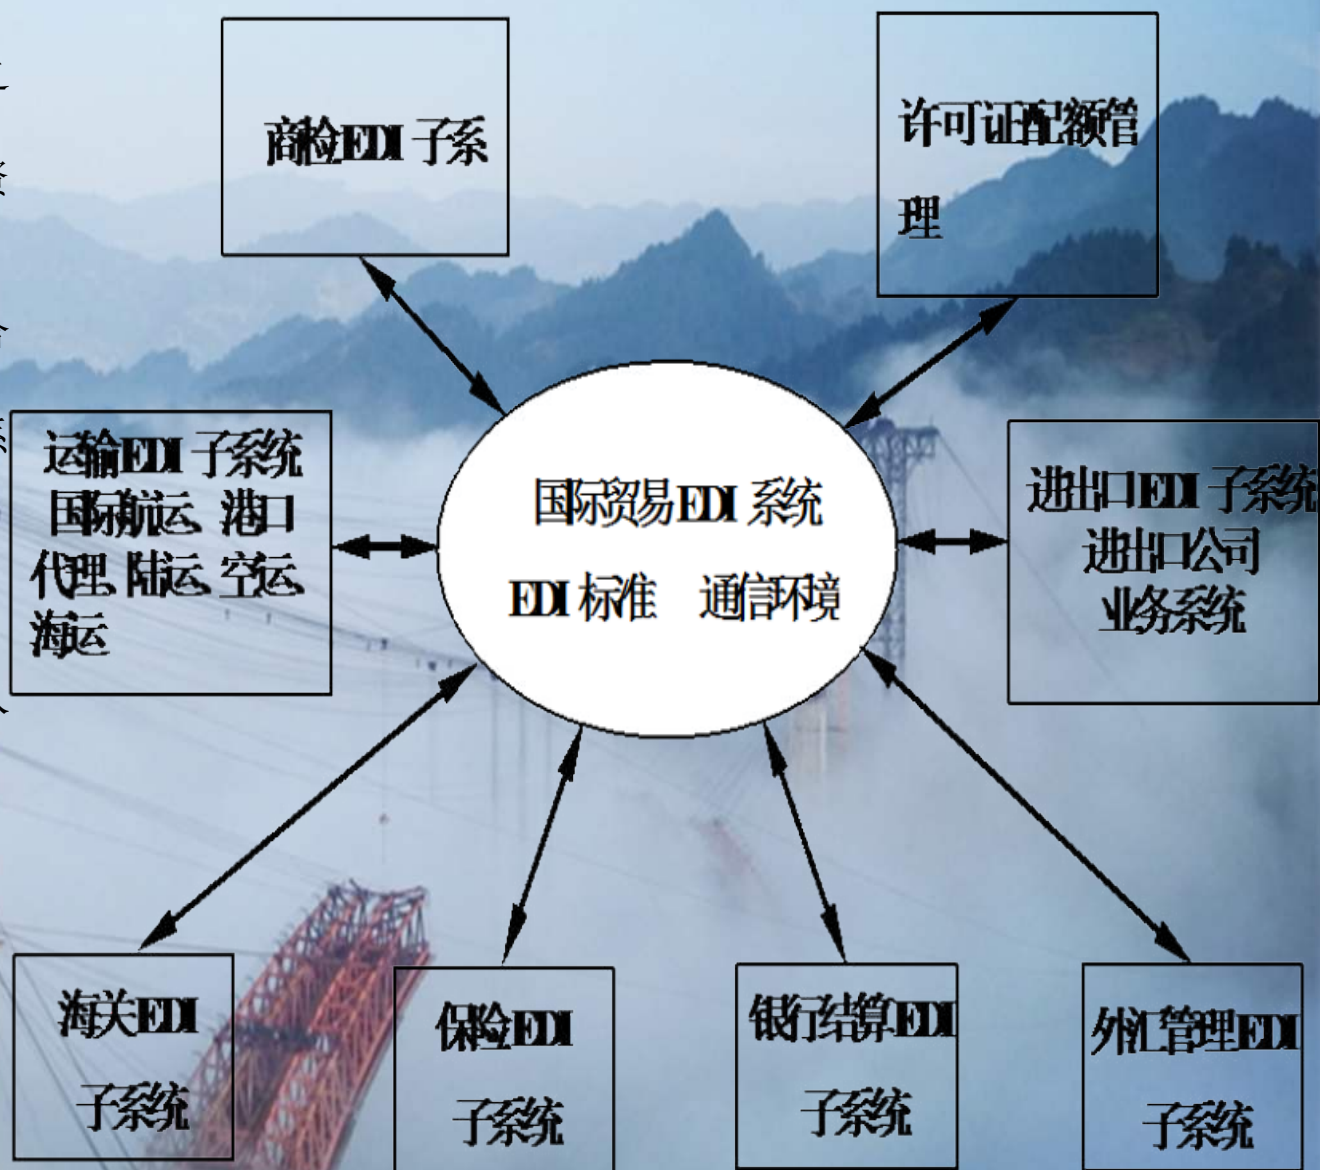 商检EDI 子系
许可证配额管
理
运输EDI 子系统
国际航运、港口
代理、陆运、空运、
海运
国际贸易EDI 系统
EDI 标准 通信环境
进出口EDI 子系统
进出口公司
业务系统
海关EDI
子系统
保险EDI
子系统
银行结算EDI
子系统
外汇管理EDI
子系统